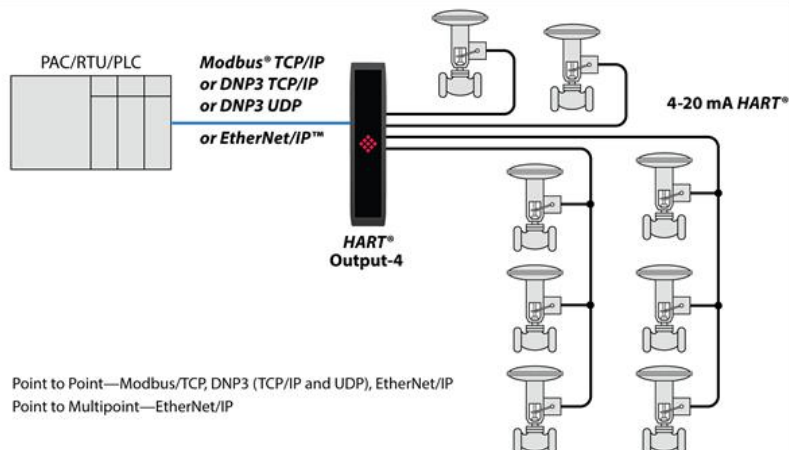 PAC/RTU/PLC
Modbus® TCP/IP
or DNP3 TCP/IP
or DNP3 UDP
or EtherNet/IP™
4-20 mA HART®
HART®
Output-4
Point to Point—Modbus/TCP, DNP3 (TCP/IP and UDP), EtherNet/IP
Point to Multipoint—EtherNet/IP